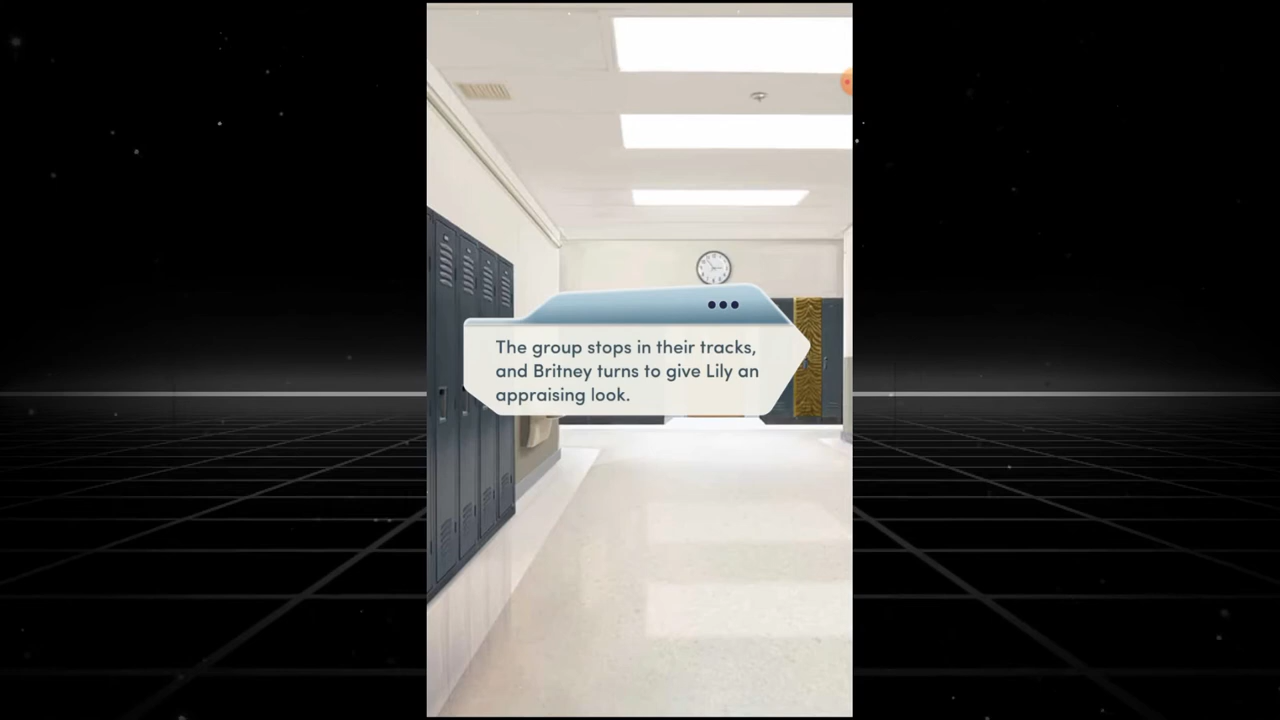 The group stops in their tracks,
and Britney turns to give Lily an
appraising look.